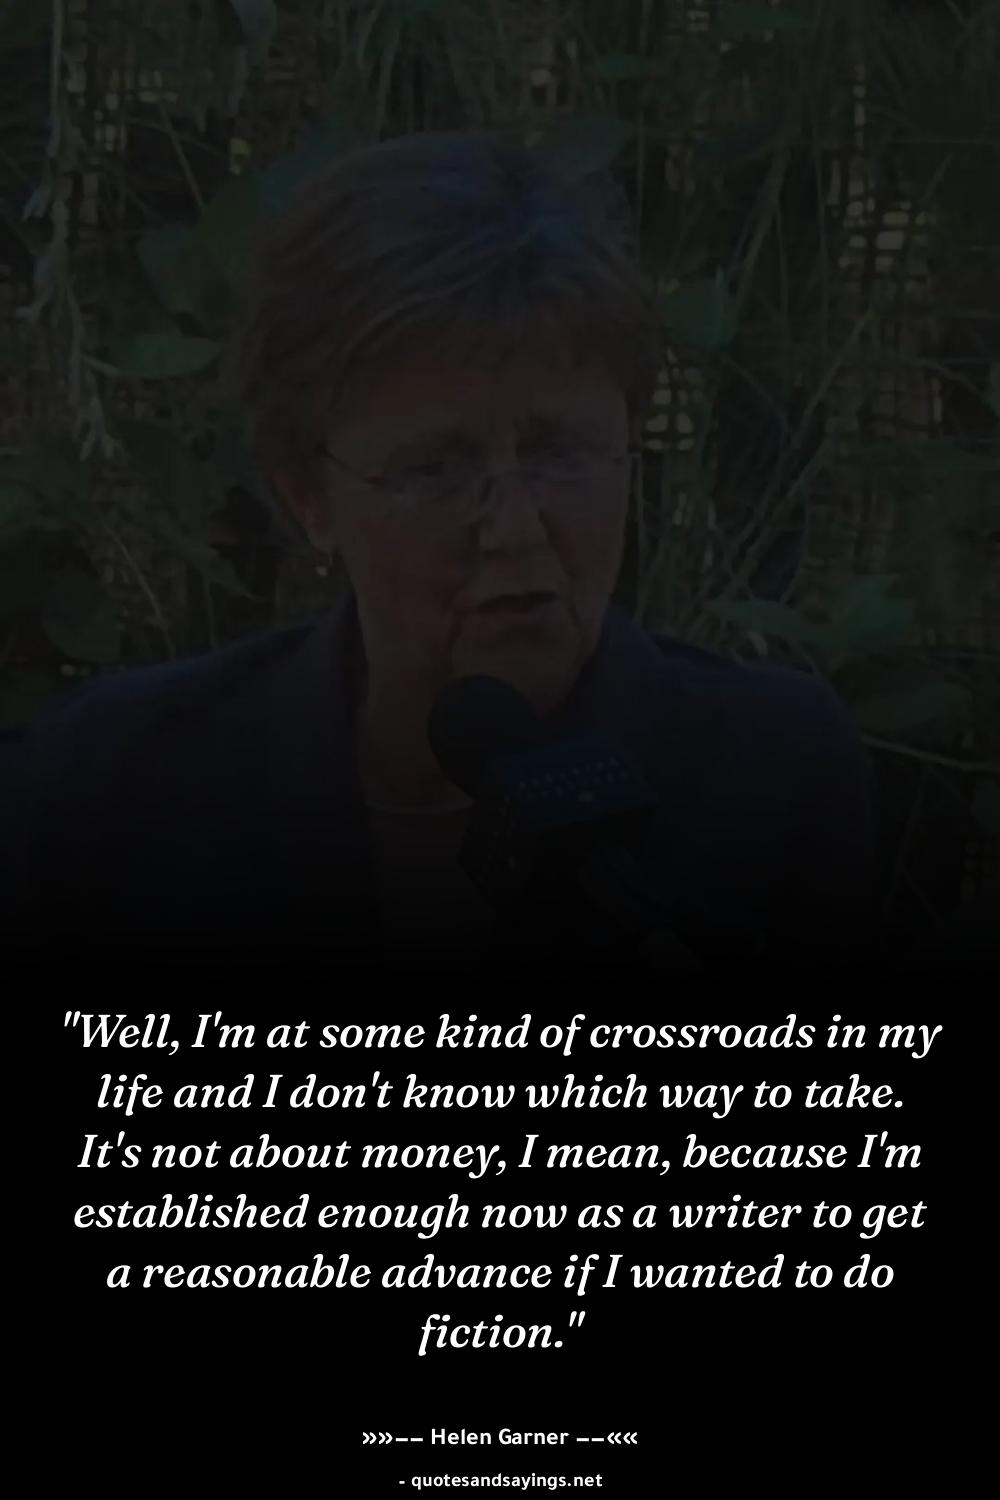 "Well, I'm at some kind of crossroads in my
life and I don't know which way to take.
It's not about money, I mean, because I'm
established enough now as a writer to get
a reasonable advance if I wanted to do
fiction."
»»−− Helen Garner −−««
- quotesandsayings.net